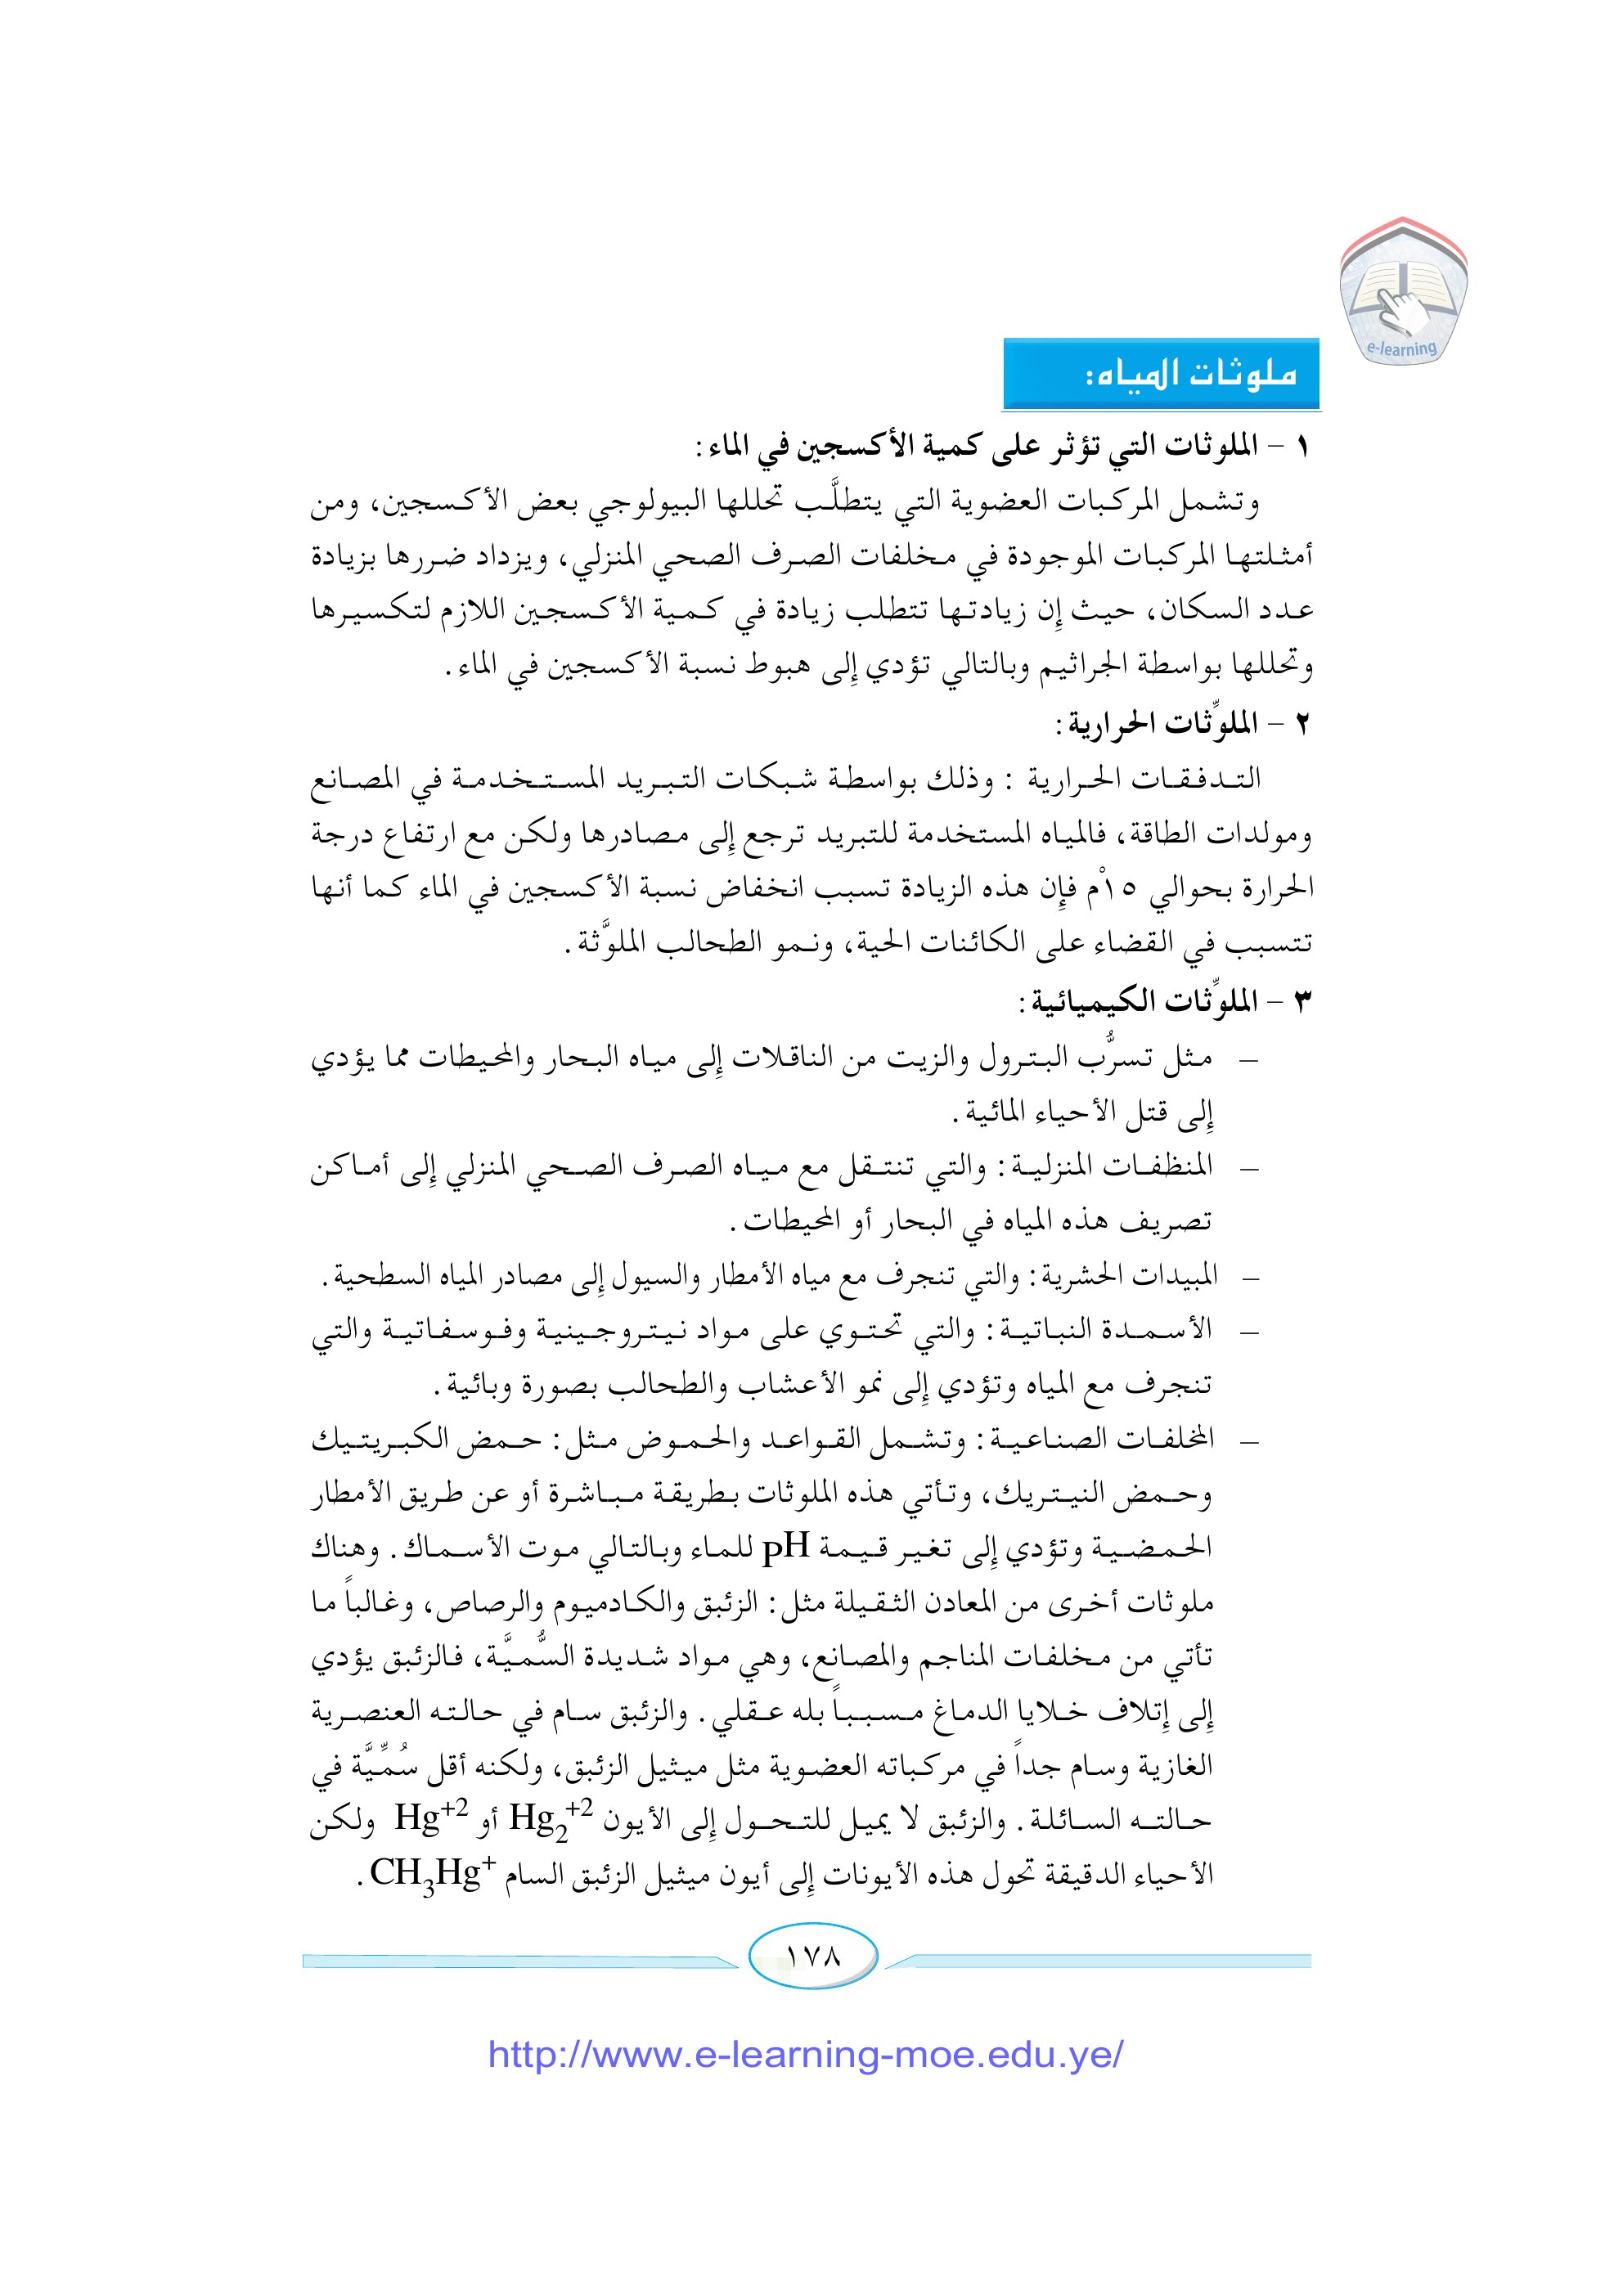 e-learning
ملوثات المياه:
١ – الملوثات التي تؤثر على كمية الأكسجين في الماء:
وتشمل المركبات العضوية التي يتطلَّب تحللها البيولوجي بعض الأكسجين، ومن
أمثلتها المركبات الموجودة في مخلفات الصرف الصحي المنزلي، ويزداد ضررها بزيادة
عدد السكان، حيث إن زيادتها تتطلب زيادة في كمية الأكسجين اللازم لتكسيرها
وتحللها بواسطة الجراثيم وبالتالي تؤدي إلى هبوط نسبة الأكسجين في الماء.
٢ – الملوِّثات الحرارية:
التدفقات الحرارية : وذلك بواسطة شبكات التبريد المستخدمة في المصانع
ومولدات الطاقة، فالمياه المستخدمة للتبريد ترجع إلى مصادرها ولكن مع ارتفاع درجة
الحرارة بحوالي ١٥°م فإن هذه الزيادة تسبب انخفاض نسبة الأكسجين في الماء كما أنها
تتسبب في القضاء على الكائنات الحية، ونمو الطحالب الملوَّثة.
٣ – الملوِّثات الكيميائية:
– مثل تسرُّب البترول والزيت من الناقلات إلى مياه البحار والمحيطات مما يؤدي
إلى قتل الأحياء المائية.
– المنظفات المنزلية: والتي تنتقل مع مياه الصرف الصحي المنزلي إلى أماكن
تصريف هذه المياه في البحار أو المحيطات.
– المبيدات الحشرية: والتي تنجرف مع مياه الأمطار والسيول إلى مصادر المياه السطحية.
– الأسمدة النباتية: والتي تحتوي على مواد نيتروجينية وفوسفاتية والتي
تنجرف مع المياه وتؤدي إلى نمو الأعشاب والطحالب بصورة وبائية.
– المخلفات الصناعية: وتشمل القواعد والحموض مثل: حمض الكبريتيك
وحمض النيتريك، وتأتي هذه الملوثات بطريقة مباشرة أو عن طريق الأمطار
الحمضية وتؤدي إلى تغير قيمة pH للماء وبالتالي موت الأسماك. وهناك
ملوثات أخرى من المعادن الثقيلة مثل: الزئبق والكادميوم والرصاص، وغالباً ما
تأتي من مخلفات المناجم والمصانع، وهي مواد شديدة السُّميَّة، فالزئبق يؤدي
إلى إتلاف خلايا الدماغ مسبباً بله عقلي. والزئبق سام في حالته العنصرية
الغازية وسام جداً في مركباته العضوية مثل ميثيل الزئبق، ولكنه أقل سُمِّيَّة في
حالته السائلة. والزئبق لا يميل للتحول إلى الأيون Hg₂⁺² أو Hg⁺² ولكن
الأحياء الدقيقة تحول هذه الأيونات إلى أيون ميثيل الزئبق السام CH₃Hg⁺.
١٧٨
http://www.e-learning-moe.edu.ye/